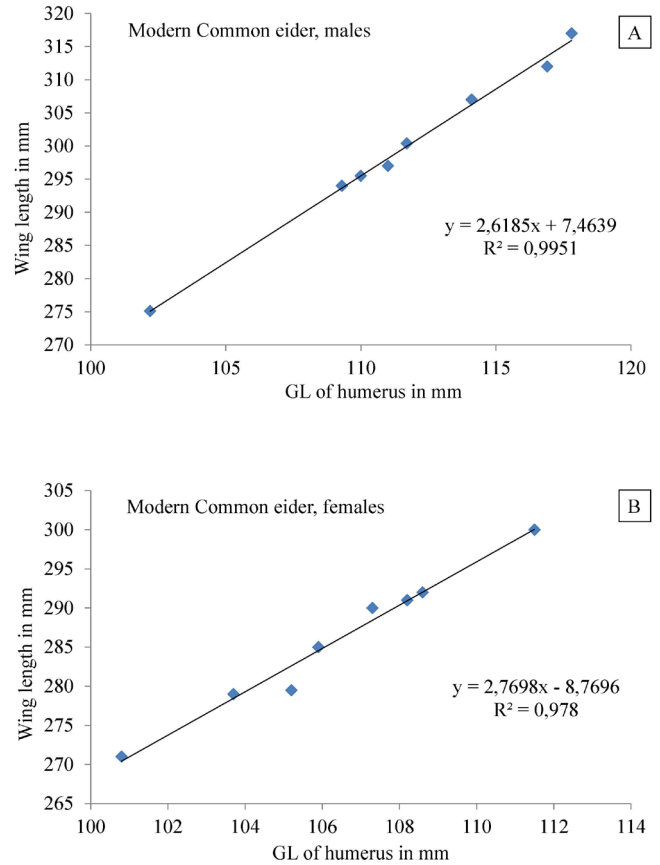 Modern Common eider, males
A
Wing length in mm
320
315
310
305
300
295
290
285
280
275
270
y = 2,6185x + 7,4639
R² = 0,9951
100 105 110 115 120
GL of humerus in mm
Modern Common eider, females
B
Wing length in mm
305
300
295
290
285
280
275
270
265
y = 2,7698x - 8,7696
R² = 0,978
100 102 104 106 108 110 112 114
GL of humerus in mm